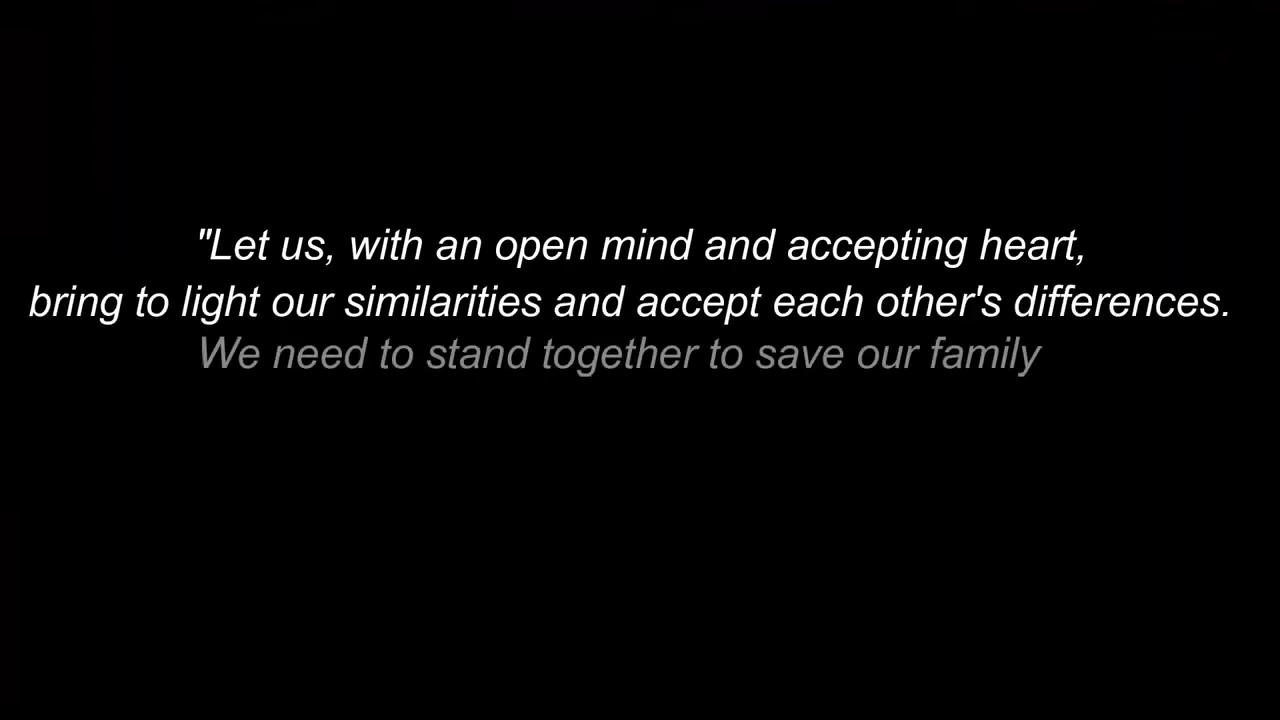 "Let us, with an open mind and accepting heart,
bring to light our similarities and accept each other's differences.
We need to stand together to save our family